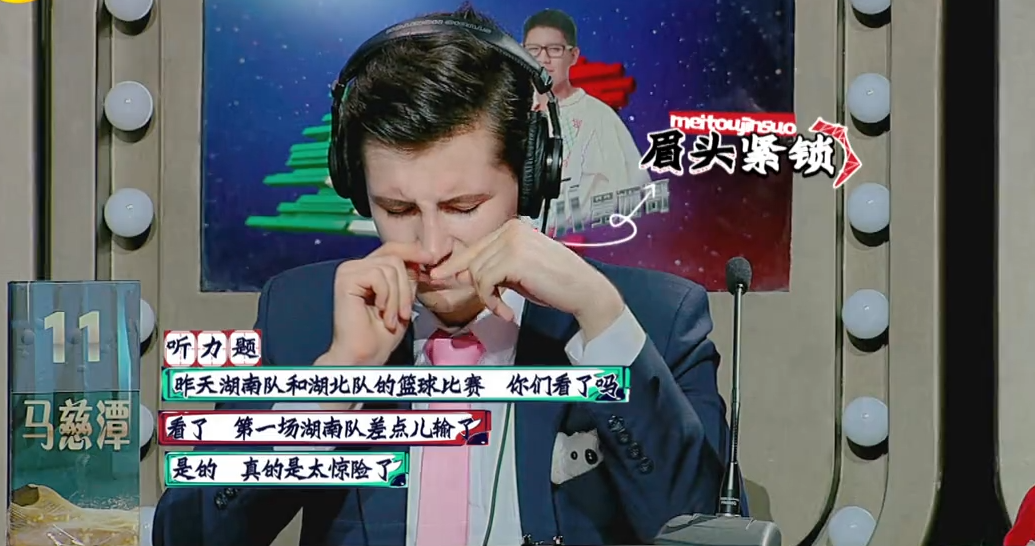 meitoujinsuo
眉头紧锁
11
马慈潭
听力题
昨天湖南队和湖北队的篮球比赛 你们看了吗
看了 第一场湖南队差点儿输了
是的 真的是太惊险了